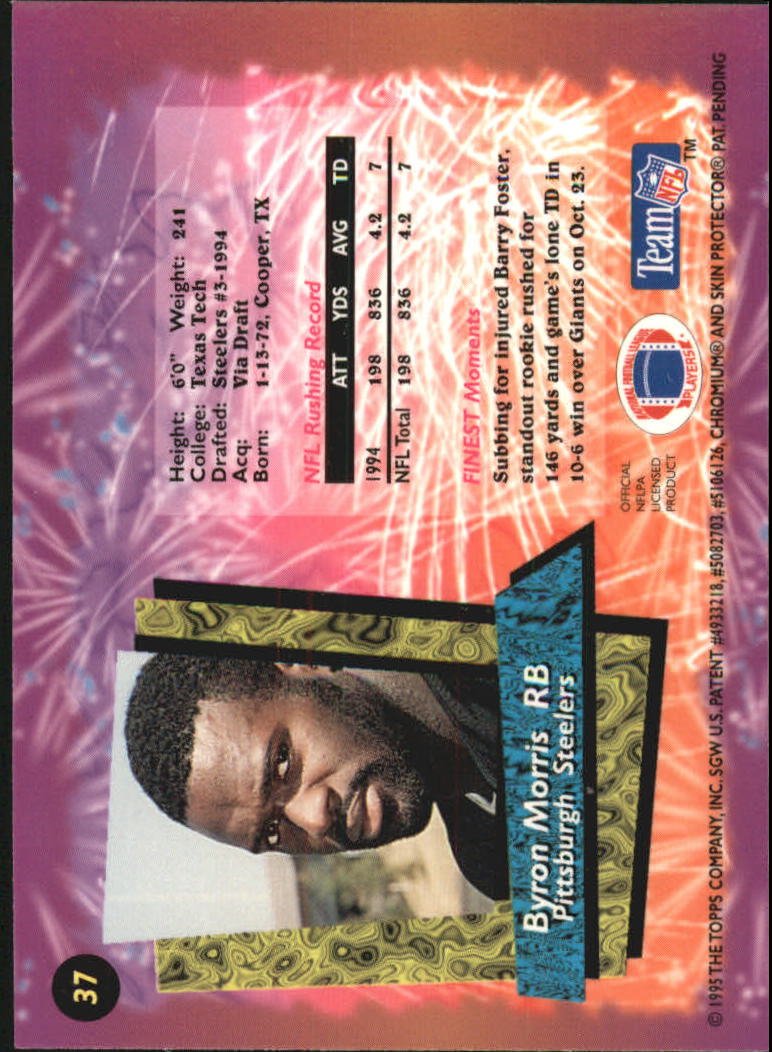 37
Byron Morris RB
Pittsburgh Steelers
Height: 6'0" Weight: 241
College: Texas Tech
Drafted: Steelers #3-1994
Acq: Via Draft
Born: 1-13-72, Cooper, TX
NFL Rushing Record
ATT YDS AVG TD
1994 198 836 4.2 7
NFL Total 198 836 4.2 7
FINEST Moments
Subbing for injured Barry Foster,
standout rookie rushed for
146 yards and game's lone TD in
10-6 win over Giants on Oct. 23.
OFFICIAL
NFLPA
LICENSED
PRODUCT
NATIONAL FOOTBALL LEAGUE
PLAYERS
Team NFL TM
© 1995 THE TOPPS COMPANY, INC. SGW U.S. PATENT #4933218, #5082703, #5106126, CHROMIUM® AND SKIN PROTECTOR® PAT. PENDING